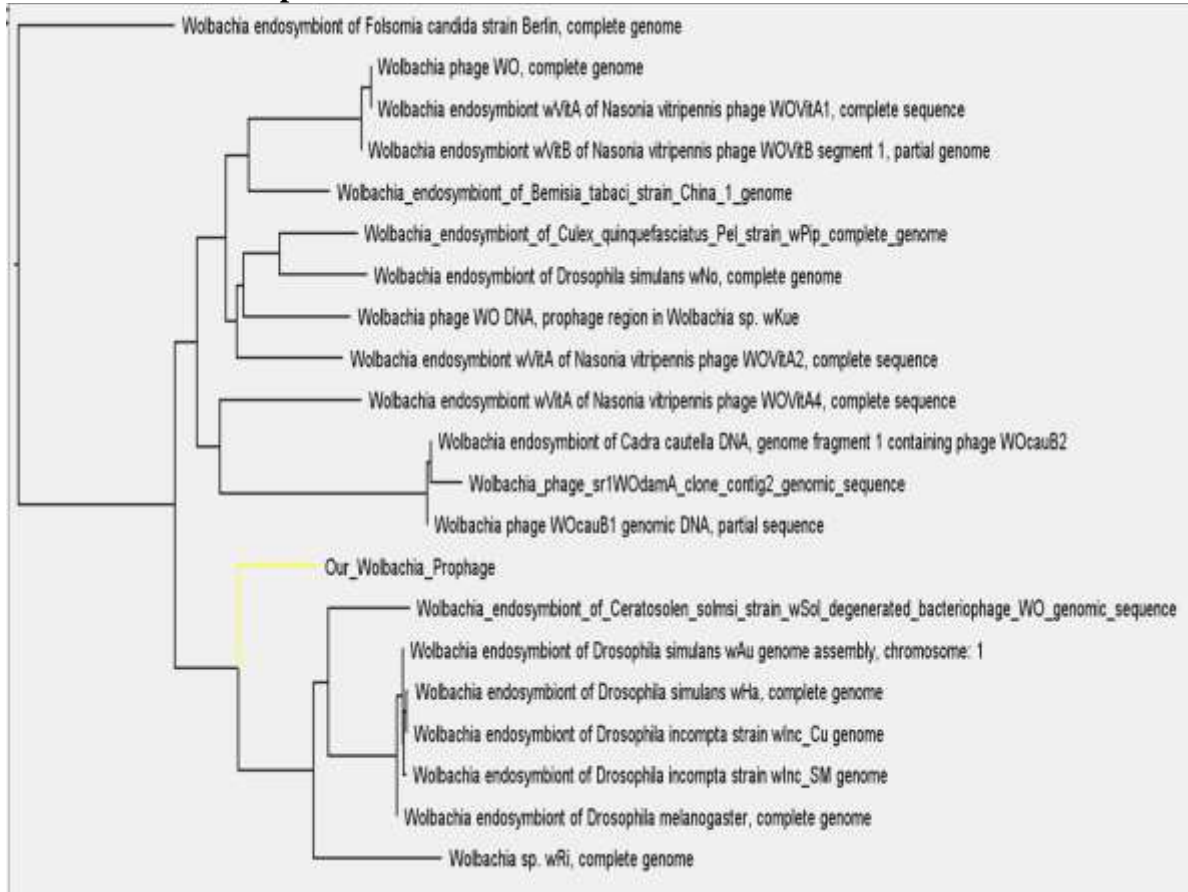 Wolbachia endosymbiont of Folsomia candida strain Berlin, complete genome
Wolbachia phage WO, complete genome
Wolbachia endosymbiont wVitA of Nasonia vitripennis phage WOVitA1, complete sequence
Wolbachia endosymbiont wVitB of Nasonia vitripennis phage WOVitB segment 1, partial genome
Wolbachia_endosymbiont_of_Bemisia_tabaci_strain_China_1_genome
Wolbachia_endosymbiont_of_Culex_quinquefasciatus_Pel_strain_wPip_complete_genome
Wolbachia endosymbiont of Drosophila simulans wNo, complete genome
Wolbachia phage WO DNA, prophage region in Wolbachia sp. wKue
Wolbachia endosymbiont wVitA of Nasonia vitripennis phage WOVitA2, complete sequence
Wolbachia endosymbiont wVitA of Nasonia vitripennis phage WOVitA4, complete sequence
Wolbachia endosymbiont of Cadra cautella DNA, genome fragment 1 containing phage WOcauB2
Wolbachia_phage_sr1WOdamA_clone_contig2_genomic_sequence
Wolbachia phage WOcauB1 genomic DNA, partial sequence
Our_Wolbachia_Prophage
Wolbachia_endosymbiont_of_Ceratosolen_solmsi_strain_wSol_degenerated_bacteriophage_WO_genomic_sequence
Wolbachia endosymbiont of Drosophila simulans wAu genome assembly, chromosome: 1
Wolbachia endosymbiont of Drosophila simulans wHa, complete genome
Wolbachia endosymbiont of Drosophila incompta strain wInc_Cu genome
Wolbachia endosymbiont of Drosophila incompta strain wInc_SM genome
Wolbachia endosymbiont of Drosophila melanogaster, complete genome
Wolbachia sp. wRi, complete genome